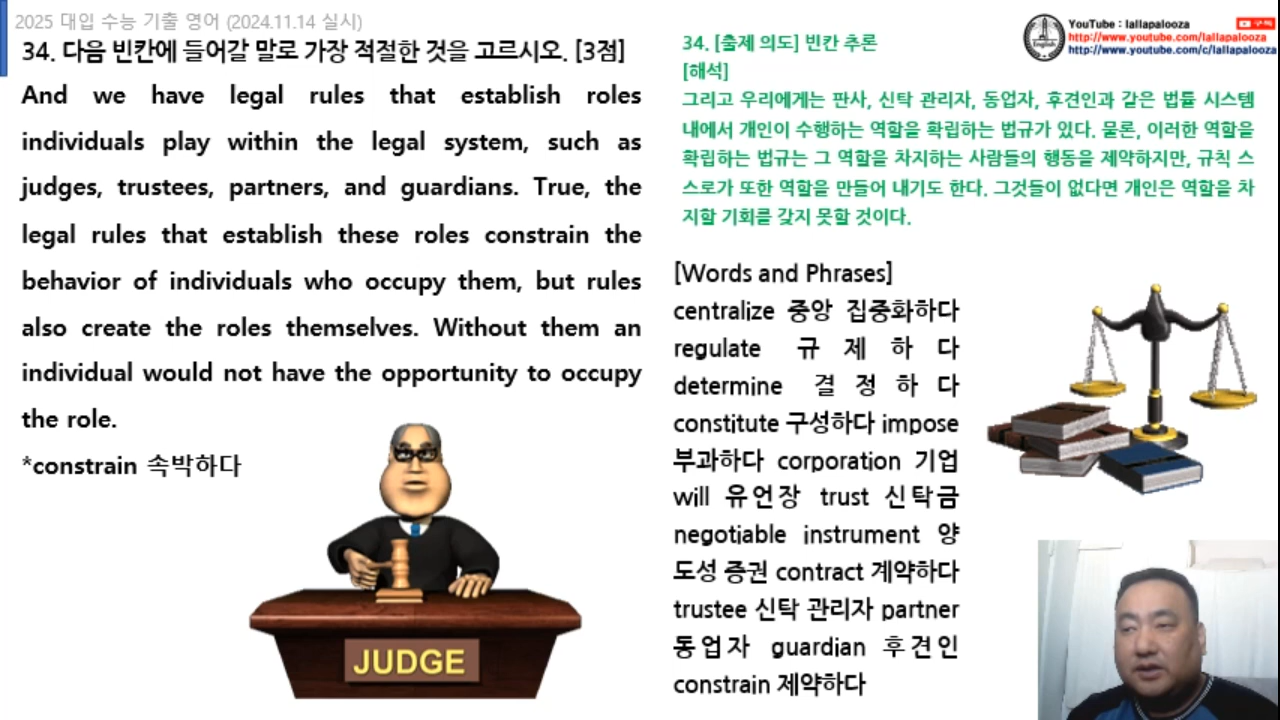 2025 대입 수능 기출 영어 (2024.11.14 실시)
34. 다음 빈칸에 들어갈 말로 가장 적절한 것을 고르시오. [3점]
And we have legal rules that establish roles
individuals play within the legal system, such as
judges, trustees, partners, and guardians. True, the
legal rules that establish these roles constrain the
behavior of individuals who occupy them, but rules
also create the roles themselves. Without them an
individual would not have the opportunity to occupy
the role.
*constrain 속박하다
JUDGE
YouTube : lallapalooza
구독
http://www.youtube.com/lallapalooza
http://www.youtube.com/c/lallapalooza
English
34. [출제 의도] 빈칸 추론
[해석]
그리고 우리에게는 판사, 신탁 관리자, 동업자, 후견인과 같은 법률 시스템
내에서 개인이 수행하는 역할을 확립하는 법규가 있다. 물론, 이러한 역할을
확립하는 법규는 그 역할을 차지하는 사람들의 행동을 제약하지만, 규칙 스
스로가 또한 역할을 만들어 내기도 한다. 그것들이 없다면 개인은 역할을 차
지할 기회를 갖지 못할 것이다.
[Words and Phrases]
centralize 중앙 집중화하다
regulate 규제하다
determine 결정하다
constitute 구성하다 impose
부과하다 corporation 기업
will 유언장 trust 신탁금
negotiable instrument 양
도성 증권 contract 계약하다
trustee 신탁 관리자 partner
동업자 guardian 후견인
constrain 제약하다